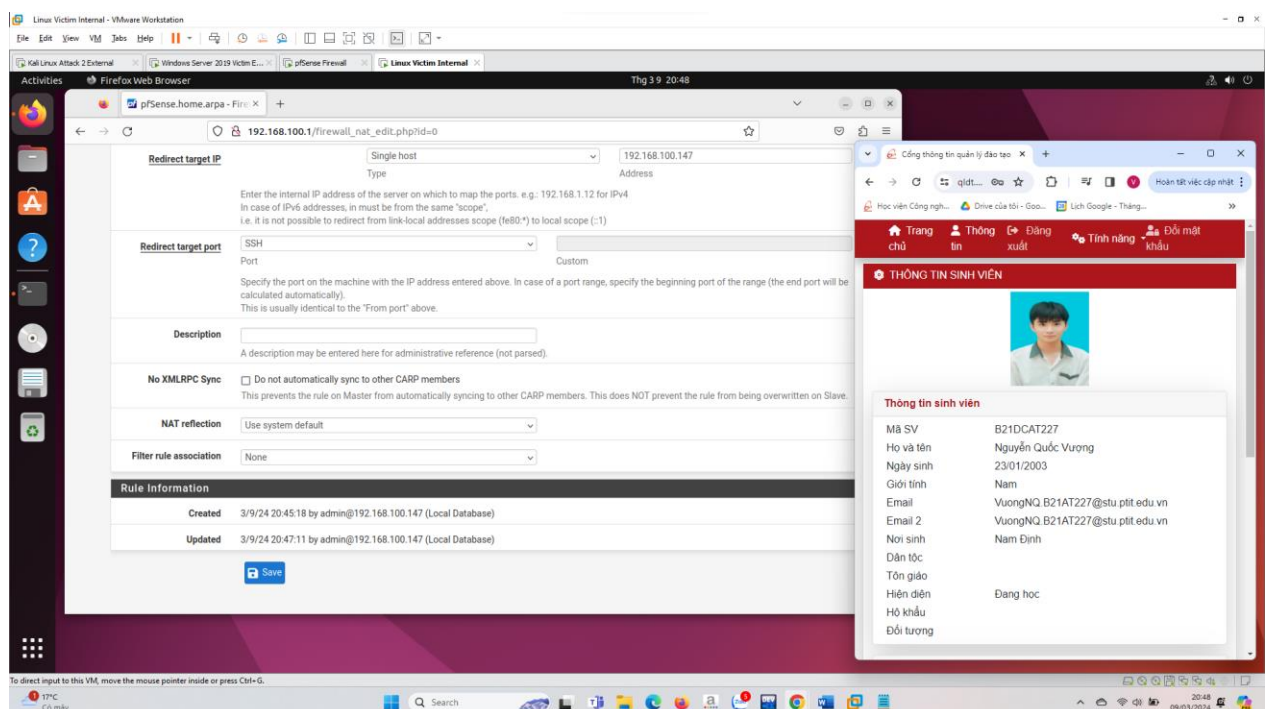 Linux Victim Internal - VMware Workstation
File Edit View VM Tabs Help
Kali Linux Attack 2 External
Windows Server 2019 Victim E...
pfSense Firewall
Linux Victim Internal
Activities Firefox Web Browser Thg 3 9 20:48
pfSense.home.arpa - Fire
192.168.100.1/firewall_nat_edit.php?id=0
Redirect target IP Single host 192.168.100.147
Type Address
Enter the internal IP address of the server on which to map the ports. e.g.: 192.168.1.12 for IPv4
In case of IPv6 addresses, in must be from the same "scope",
i.e. it is not possible to redirect from link-local addresses scope (fe80:*) to local scope (::1)
Redirect target port SSH
Port Custom
Specify the port on the machine with the IP address entered above. In case of a port range, specify the beginning port of the range (the end port will be
calculated automatically).
This is usually identical to the "From port" above.
Description
A description may be entered here for administrative reference (not parsed).
No XMLRPC Sync Do not automatically sync to other CARP members
This prevents the rule on Master from automatically syncing to other CARP members. This does NOT prevent the rule from being overwritten on Slave.
NAT reflection Use system default
Filter rule association None
Rule Information
Created 3/9/24 20:45:18 by admin@192.168.100.147 (Local Database)
Updated 3/9/24 20:47:11 by admin@192.168.100.147 (Local Database)
Save
Cổng thông tin quản lý đào tạo
qldt... V Hoàn tất việc cập nhật
Học viện Công ngh... Drive của tôi - Goo... Lịch Google - Tháng... »
Trang chủ
Thông tin
Đăng xuất
Tính năng
Đổi mật khẩu
THÔNG TIN SINH VIÊN
Thông tin sinh viên
Mã SV B21DCAT227
Họ và tên Nguyễn Quốc Vượng
Ngày sinh 23/01/2003
Giới tính Nam
Email VuongNQ.B21AT227@stu.ptit.edu.vn
Email 2 VuongNQ.B21AT227@stu.ptit.edu.vn
Nơi sinh Nam Định
Dân tộc
Tôn giáo
Hiện diện Đang học
Hộ khẩu
Đối tượng
To direct input to this VM, move the mouse pointer inside or press Ctrl+G.
1 17°C
Có mây
Search
20:48
09/03/2024